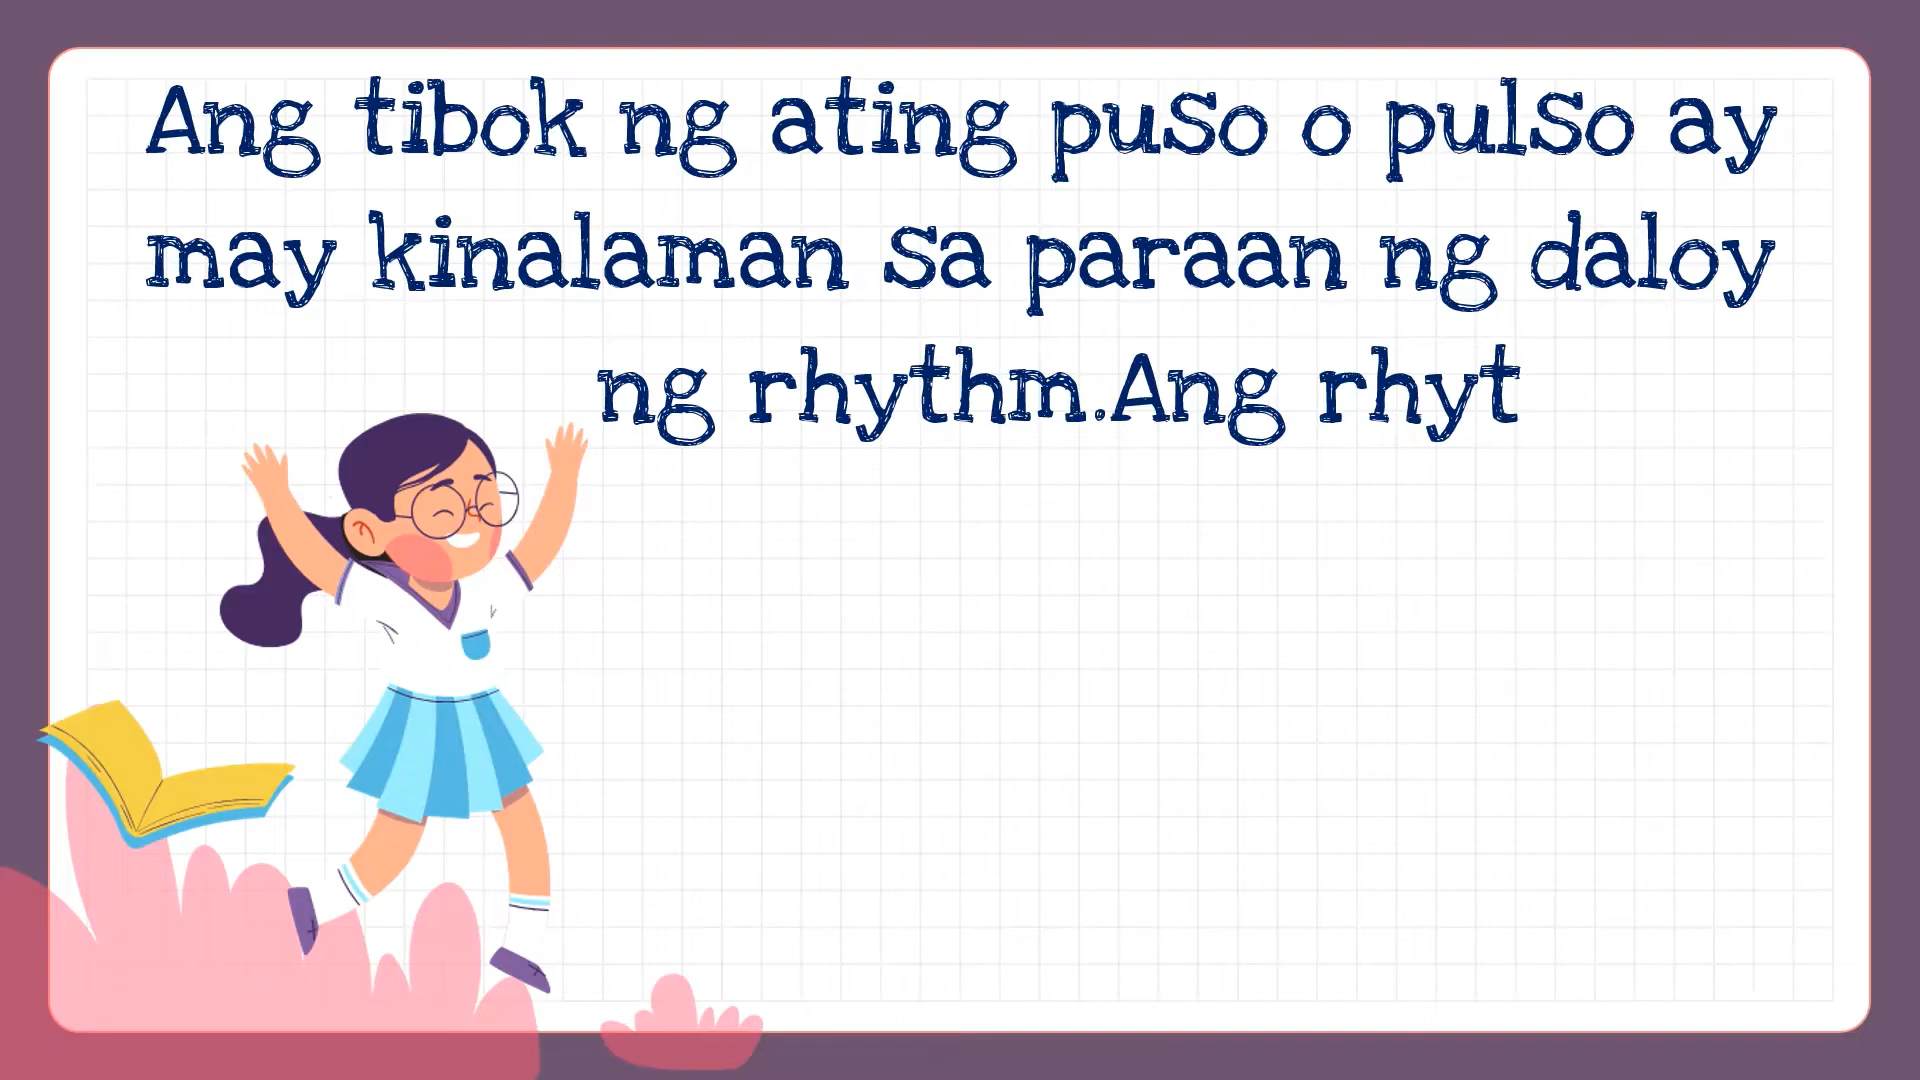 Ang tibok ng ating puso o pulso ay
may kinalaman sa paraan ng daloy
ng rhythm.Ang rhyt